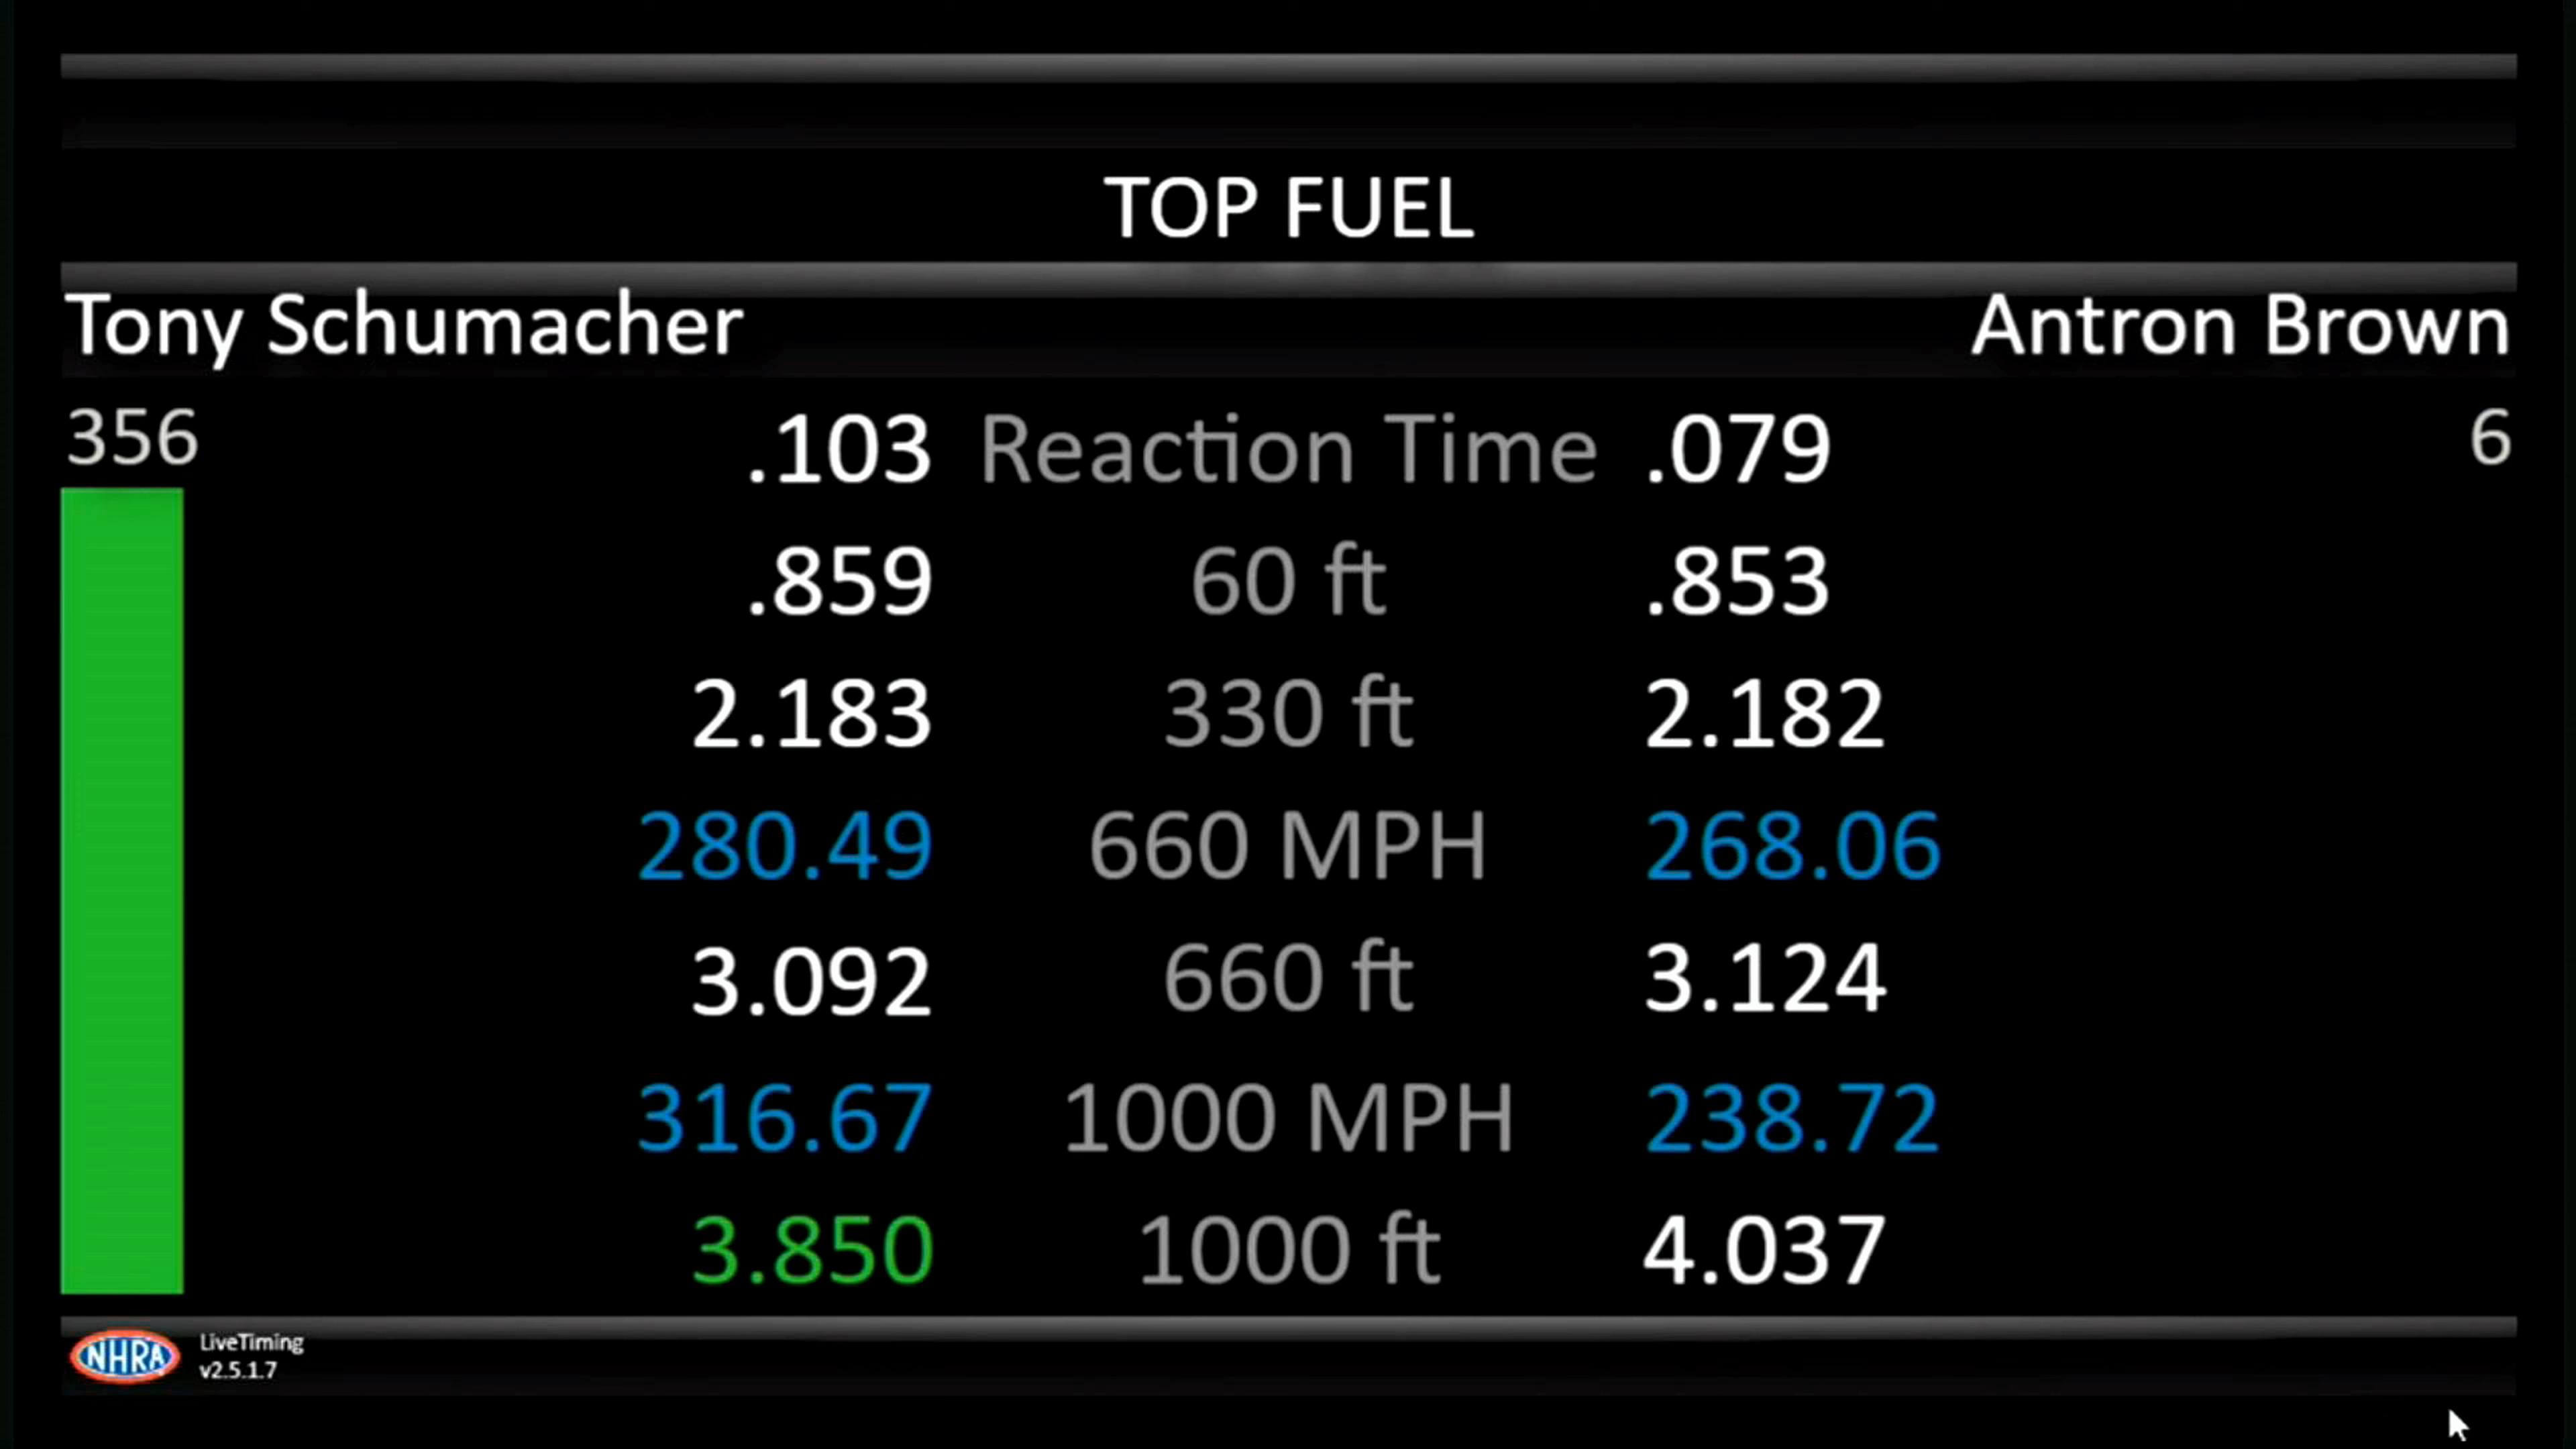 TOP FUEL
Tony Schumacher Antron Brown
356 .103 Reaction Time .079 6
.859 60 ft .853
2.183 330 ft 2.182
280.49 660 MPH 268.06
3.092 660 ft 3.124
316.67 1000 MPH 238.72
3.850 1000 ft 4.037
NHRA LiveTiming
v2.5.1.7